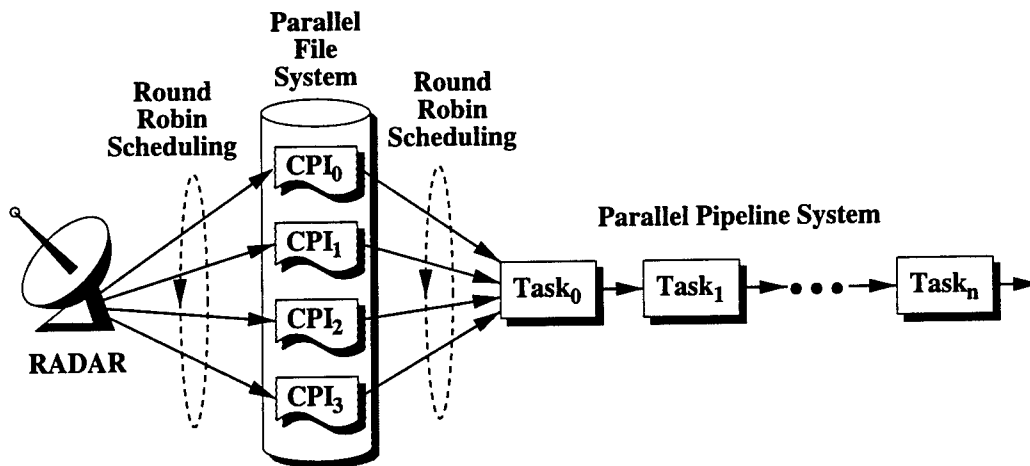 Parallel
File
System
Round
Robin
Scheduling
Round
Robin
Scheduling
CPI₀
CPI₁
CPI₂
CPI₃
RADAR
Parallel Pipeline System
Task₀
Task₁
Taskₙ